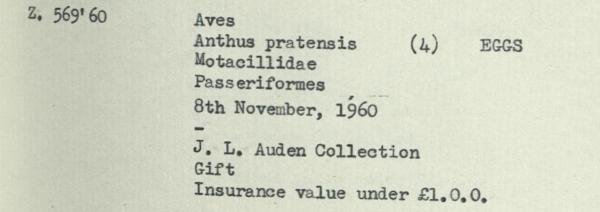 Z. 569'60
Aves
Anthus pratensis (4) EGGS
Motacillidae
Passeriformes
8th November, 1960
-
J. L. Auden Collection
Gift
Insurance value under £1.0.0.